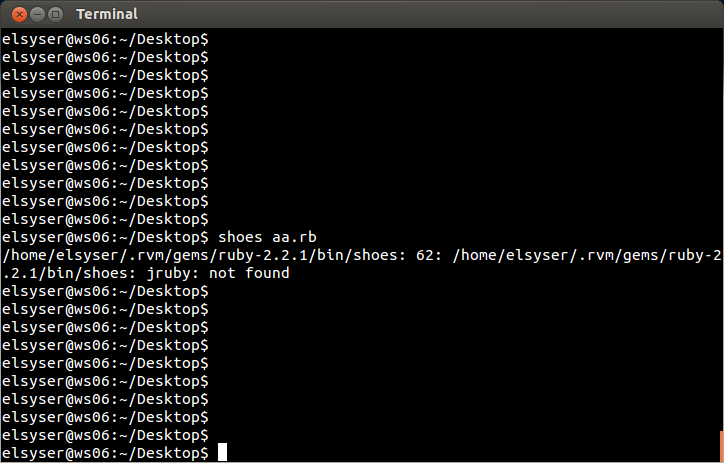 Terminal
elsyser@ws06:~/Desktop$
elsyser@ws06:~/Desktop$
elsyser@ws06:~/Desktop$
elsyser@ws06:~/Desktop$
elsyser@ws06:~/Desktop$
elsyser@ws06:~/Desktop$
elsyser@ws06:~/Desktop$
elsyser@ws06:~/Desktop$
elsyser@ws06:~/Desktop$
elsyser@ws06:~/Desktop$
elsyser@ws06:~/Desktop$
elsyser@ws06:~/Desktop$ shoes aa.rb
/home/elsyser/.rvm/gems/ruby-2.2.1/bin/shoes: 62: /home/elsyser/.rvm/gems/ruby-2
.2.1/bin/shoes: jruby: not found
elsyser@ws06:~/Desktop$
elsyser@ws06:~/Desktop$
elsyser@ws06:~/Desktop$
elsyser@ws06:~/Desktop$
elsyser@ws06:~/Desktop$
elsyser@ws06:~/Desktop$
elsyser@ws06:~/Desktop$
elsyser@ws06:~/Desktop$
elsyser@ws06:~/Desktop$
elsyser@ws06:~/Desktop$